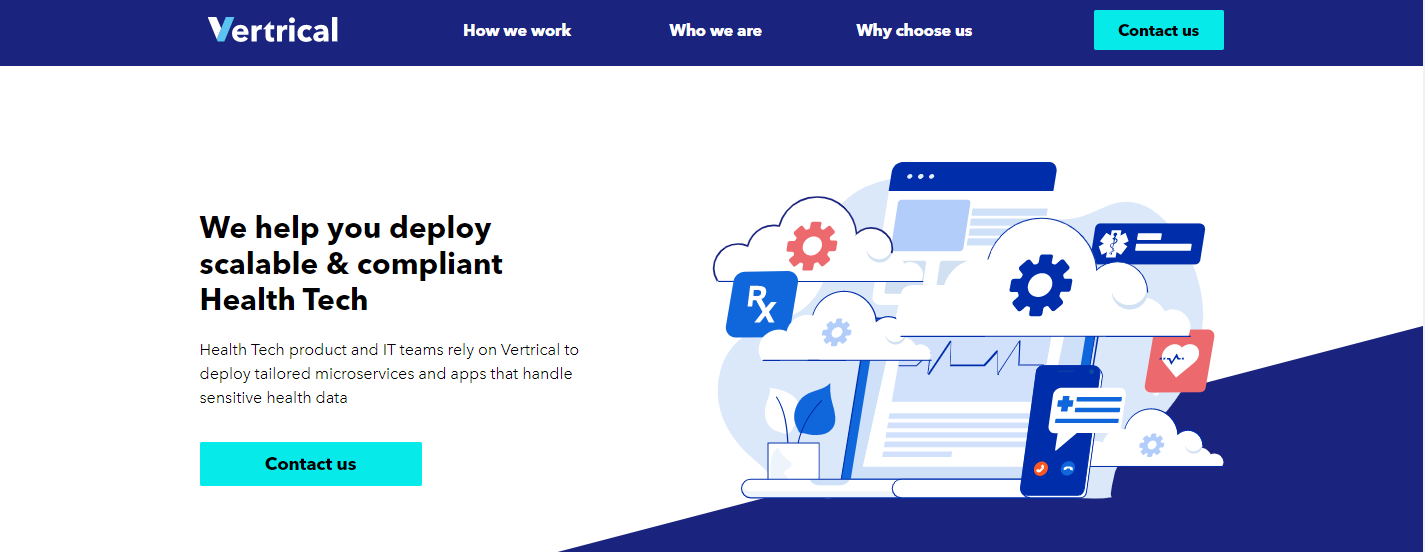 Vertrical
How we work
Who we are
Why choose us
Contact us
We help you deploy
scalable & compliant
Health Tech
Health Tech product and IT teams rely on Vertrical to
deploy tailored microservices and apps that handle
sensitive health data
Contact us
Rx